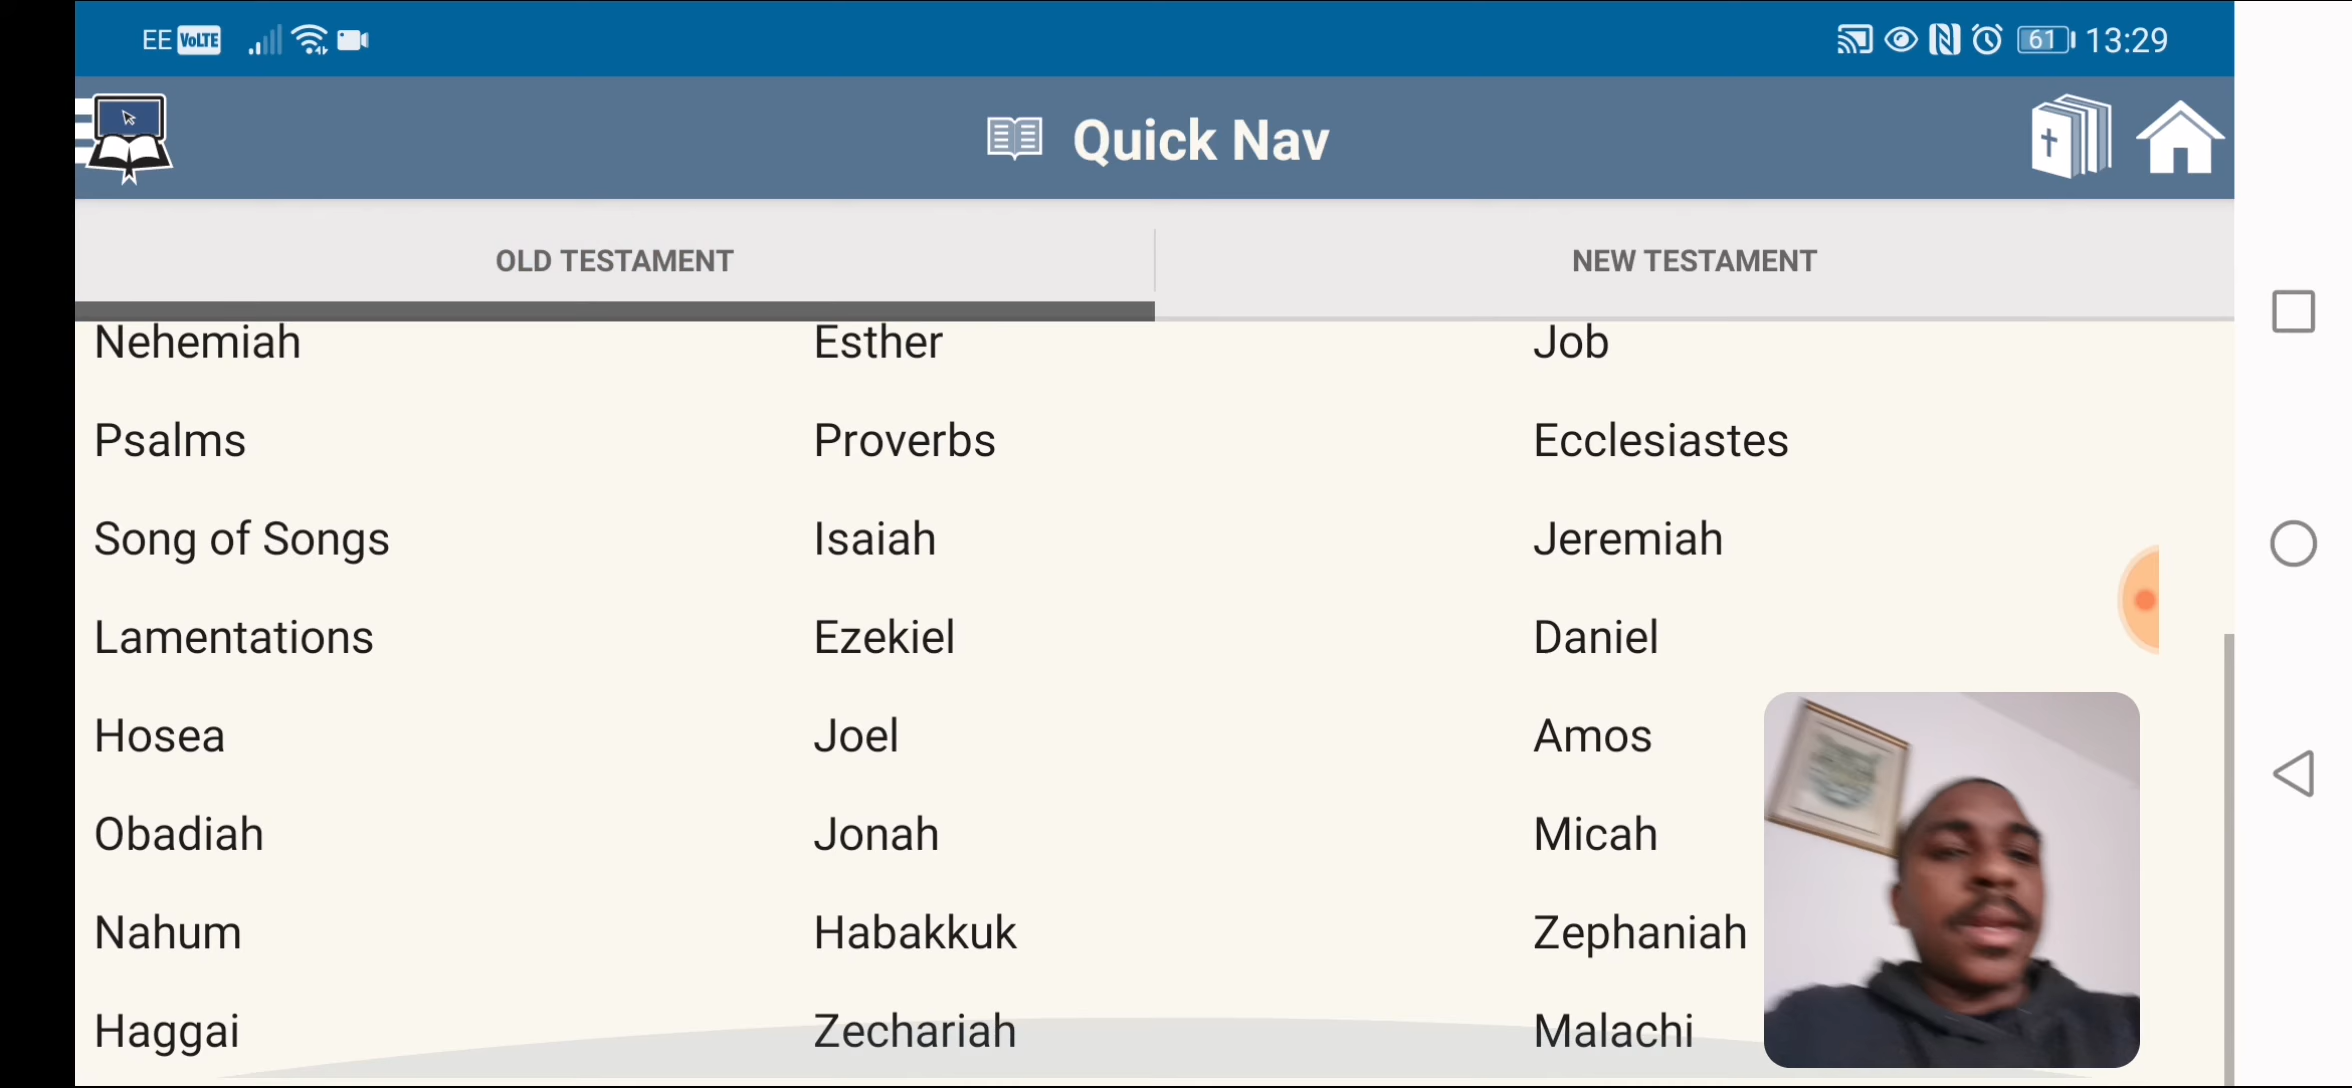 EE VoLTE 61 13:29
Quick Nav
OLD TESTAMENT NEW TESTAMENT
Nehemiah Esther Job
Psalms Proverbs Ecclesiastes
Song of Songs Isaiah Jeremiah
Lamentations Ezekiel Daniel
Hosea Joel Amos
Obadiah Jonah Micah
Nahum Habakkuk Zephaniah
Haggai Zechariah Malachi